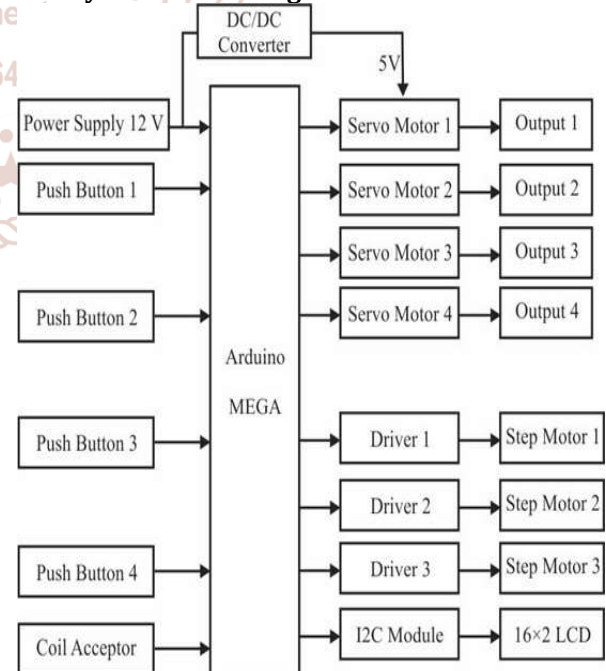 DC/DC
Converter
5V
Power Supply 12 V
Servo Motor 1
Output 1
Push Button 1
Servo Motor 2
Output 2
Servo Motor 3
Output 3
Push Button 2
Servo Motor 4
Output 4
Arduino
MEGA
Push Button 3
Driver 1
Step Motor 1
Driver 2
Step Motor 2
Push Button 4
Driver 3
Step Motor 3
Coil Acceptor
I2C Module
16×2 LCD